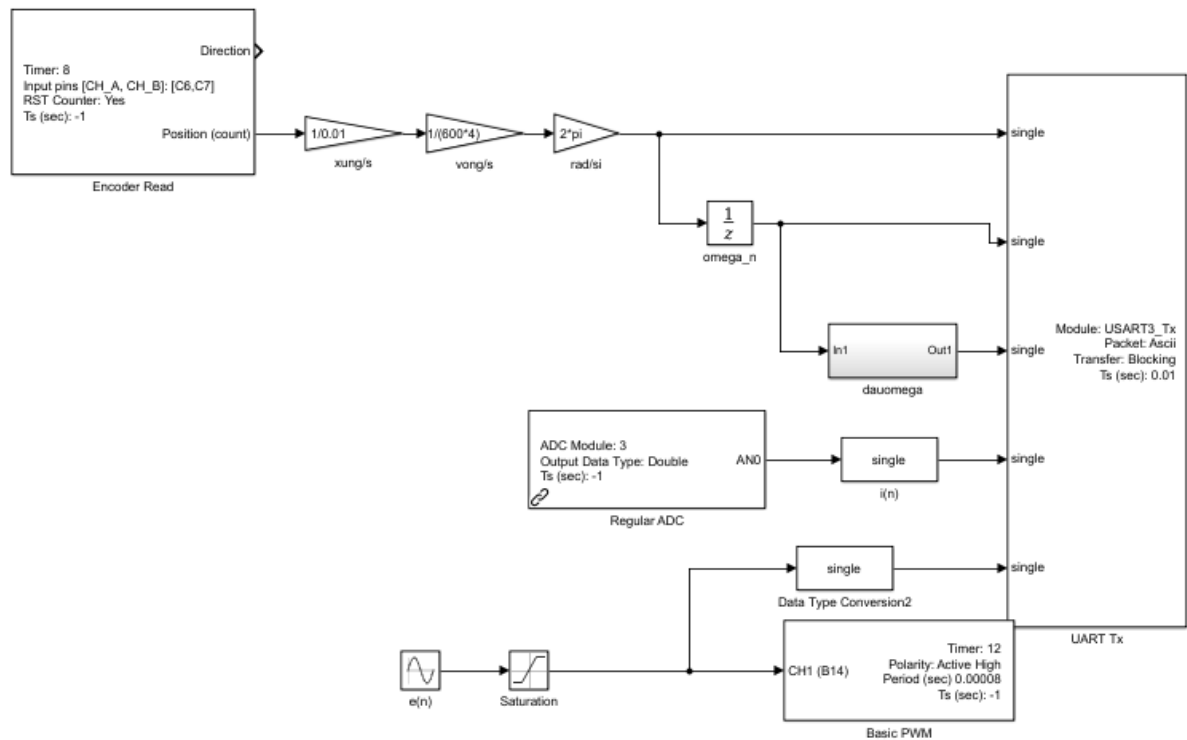 Direction
Timer: 8
Input pins [CH_A, CH_B]: [C6,C7]
RST Counter: Yes
Ts (sec): -1
Position (count)
Encoder Read
1/0.01
xung/s
1/(600*4)
vong/s
2*pi
rad/si
single
1
z
omega_n
single
In1
Out1
dauomega
single
Module: USART3_Tx
Packet: Ascii
Transfer: Blocking
Ts (sec): 0.01
ADC Module: 3
Output Data Type: Double
Ts (sec): -1
AN0
Regular ADC
single
i(n)
single
single
Data Type Conversion2
single
UART Tx
e(n)
Saturation
CH1 (B14)
Timer: 12
Polarity: Active High
Period (sec) 0.00008
Ts (sec): -1
Basic PWM